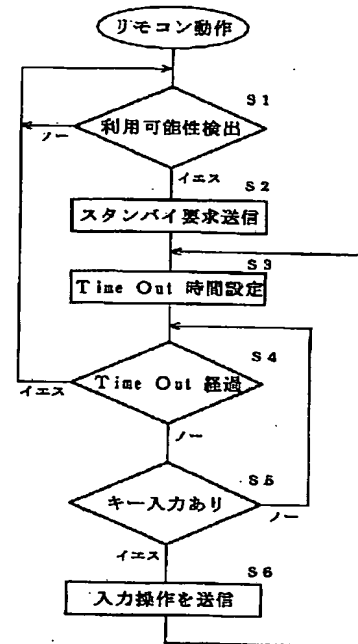 リモコン動作
S1
利用可能性検出
ノー
イエス
S2
スタンバイ要求送信
S3
Time Out 時間設定
S4
Time Out 経過
イエス
ノー
S5
キー入力あり
ノー
イエス
S6
入力操作を送信